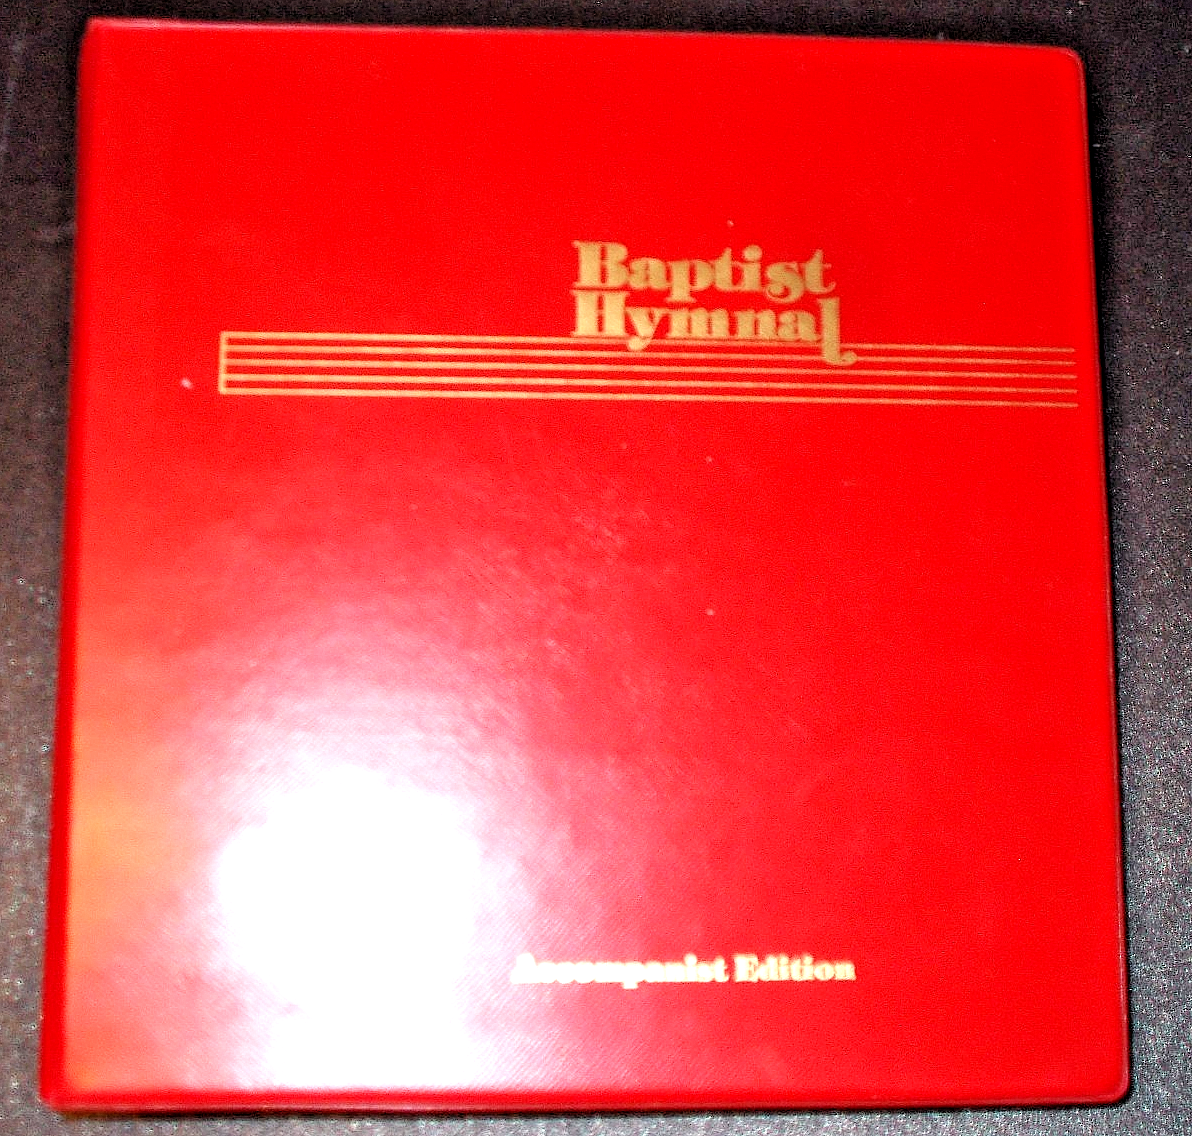 Baptist
Hymnal
Accompanist Edition